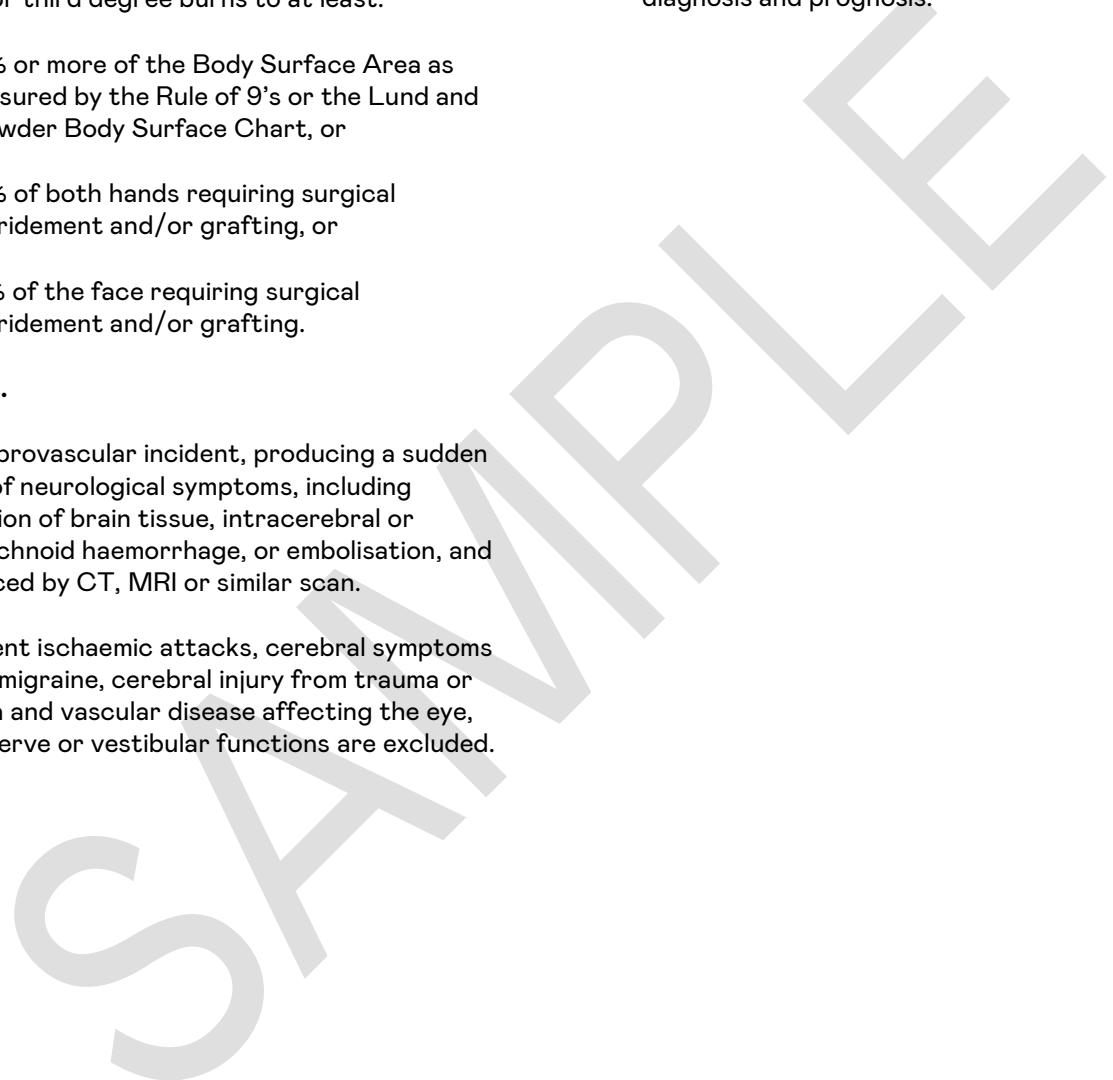 third degree burns to at least:
% or more of the Body Surface Area as
sured by the Rule of 9's or the Lund and
wder Body Surface Chart, or
% of both hands requiring surgical
ridement and/or grafting, or
% of the face requiring surgical
ridement and/or grafting.
brovascular incident, producing a sudden
of neurological symptoms, including
ion of brain tissue, intracerebral or
chnoid haemorrhage, or embolisation, and
ced by CT, MRI or similar scan.
ent ischaemic attacks, cerebral symptoms
migraine, cerebral injury from trauma or
and vascular disease affecting the eye,
erve or vestibular functions are excluded.
diagnosis and prognosis.
SAMPLE